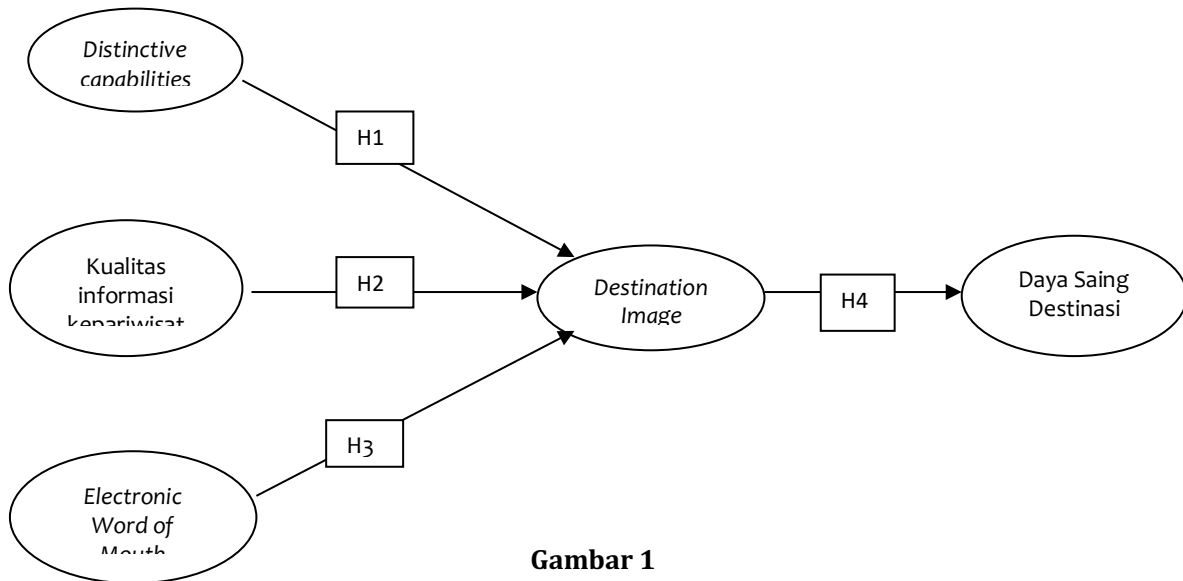 Distinctive
capabilities
H1
Kualitas
informasi
kepariwisat
H2
Destination
Image
H4
Daya Saing
Destinasi
H3
Electronic
Word of
Mouth
Gambar 1